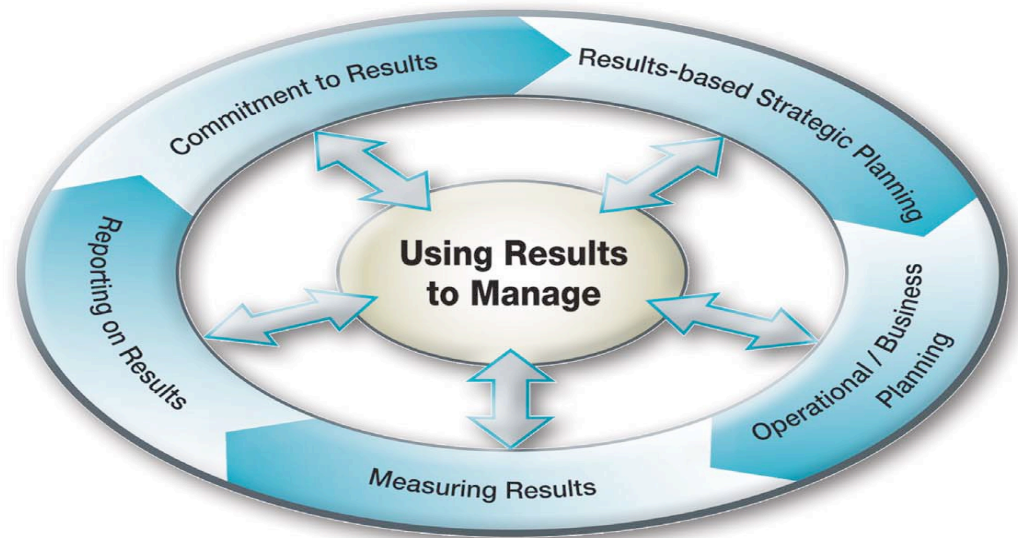 Commitment to Results
Results-based Strategic Planning
Operational / Business
Planning
Measuring Results
Reporting on Results
Using Results
to Manage